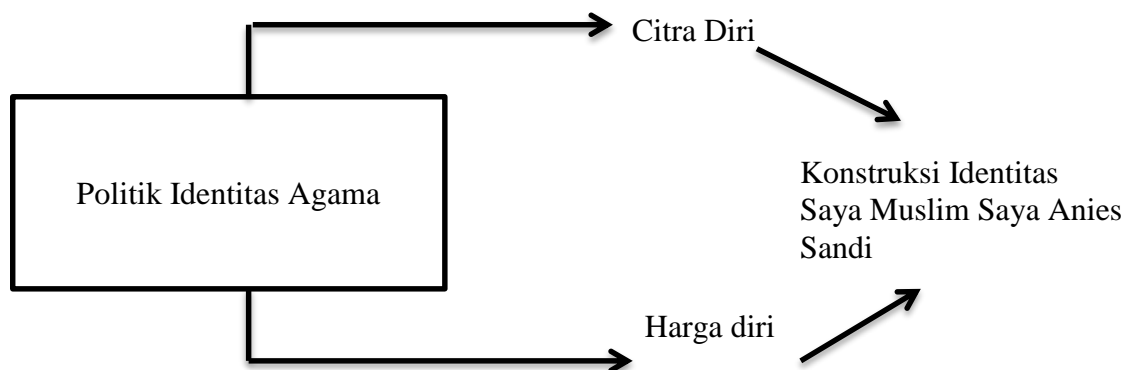 Citra Diri
Politik Identitas Agama
Konstruksi Identitas
Saya Muslim Saya Anies
Sandi
Harga diri